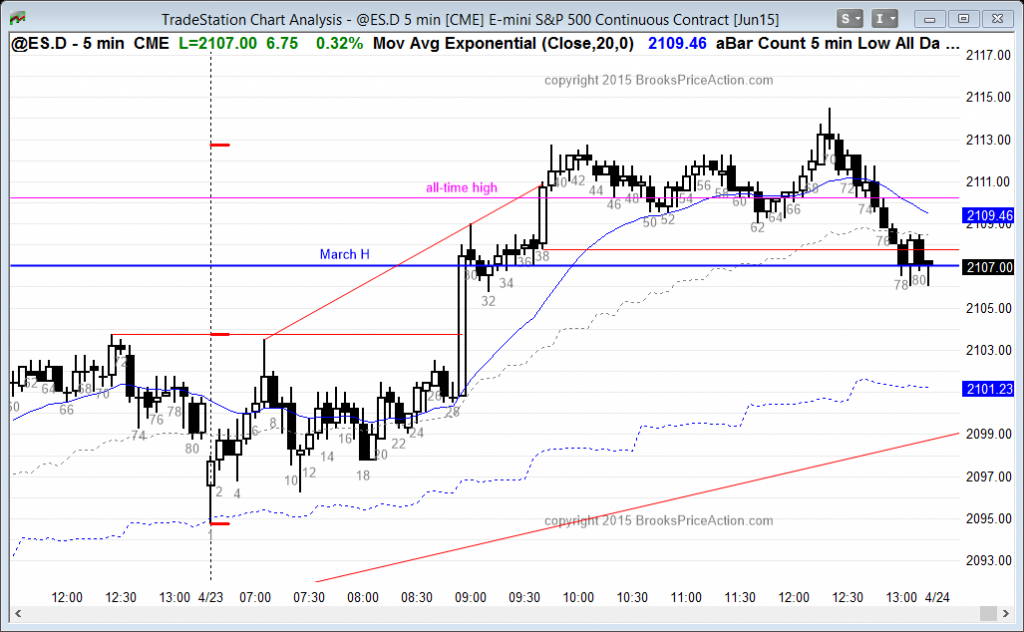 TradeStation Chart Analysis - @ES.D 5 min [CME] E-mini S&P 500 Continuous Contract [Jun15]
S I
@ES.D - 5 min CME L=2107.00 6.75 0.32% Mov Avg Exponential (Close,20,0) 2109.46 aBar Count 5 min Low All Da ...
2117.00
copyright 2015 BrooksPriceAction.com
2115.00
2113.00
2111.00
all-time high
2109.46
2109.00
March H
2107.00
2105.00
2103.00
2101.23
2099.00
2097.00
2095.00
copyright 2015 BrooksPriceAction.com
2093.00
40 42 44 46 48 50 52 54 56 58 60 62 64 66 68 70 72 74 76 78 80
30 32 34 36 38
62 64 66 68 70 72 74 76 78 80
1 2 4 6 8 10 12 14 16 18 20 22 24 26 28
12:00 12:30 13:00 4/23 07:00 07:30 08:00 08:30 09:00 09:30 10:00 10:30 11:00 11:30 12:00 12:30 13:00 4/24